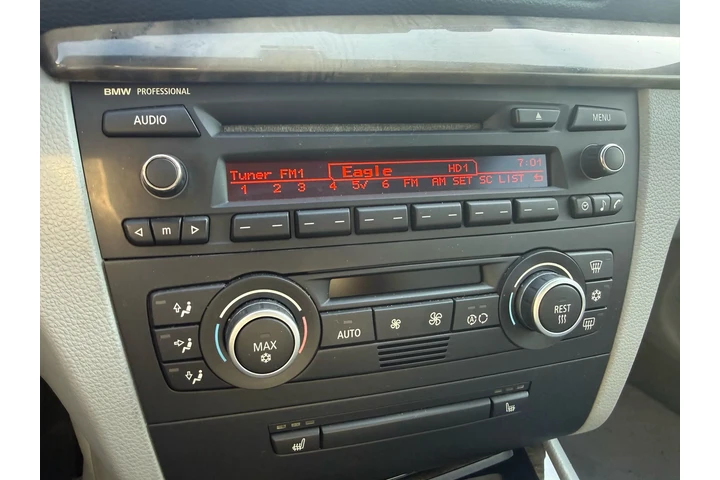 BMW PROFESSIONAL
AUDIO
MENU
Tuner FM1 Eagle HD1 7:01
1 2 3 4 5√ 6 FM AM SET SC LIST
m
MAX
AUTO
A
REST